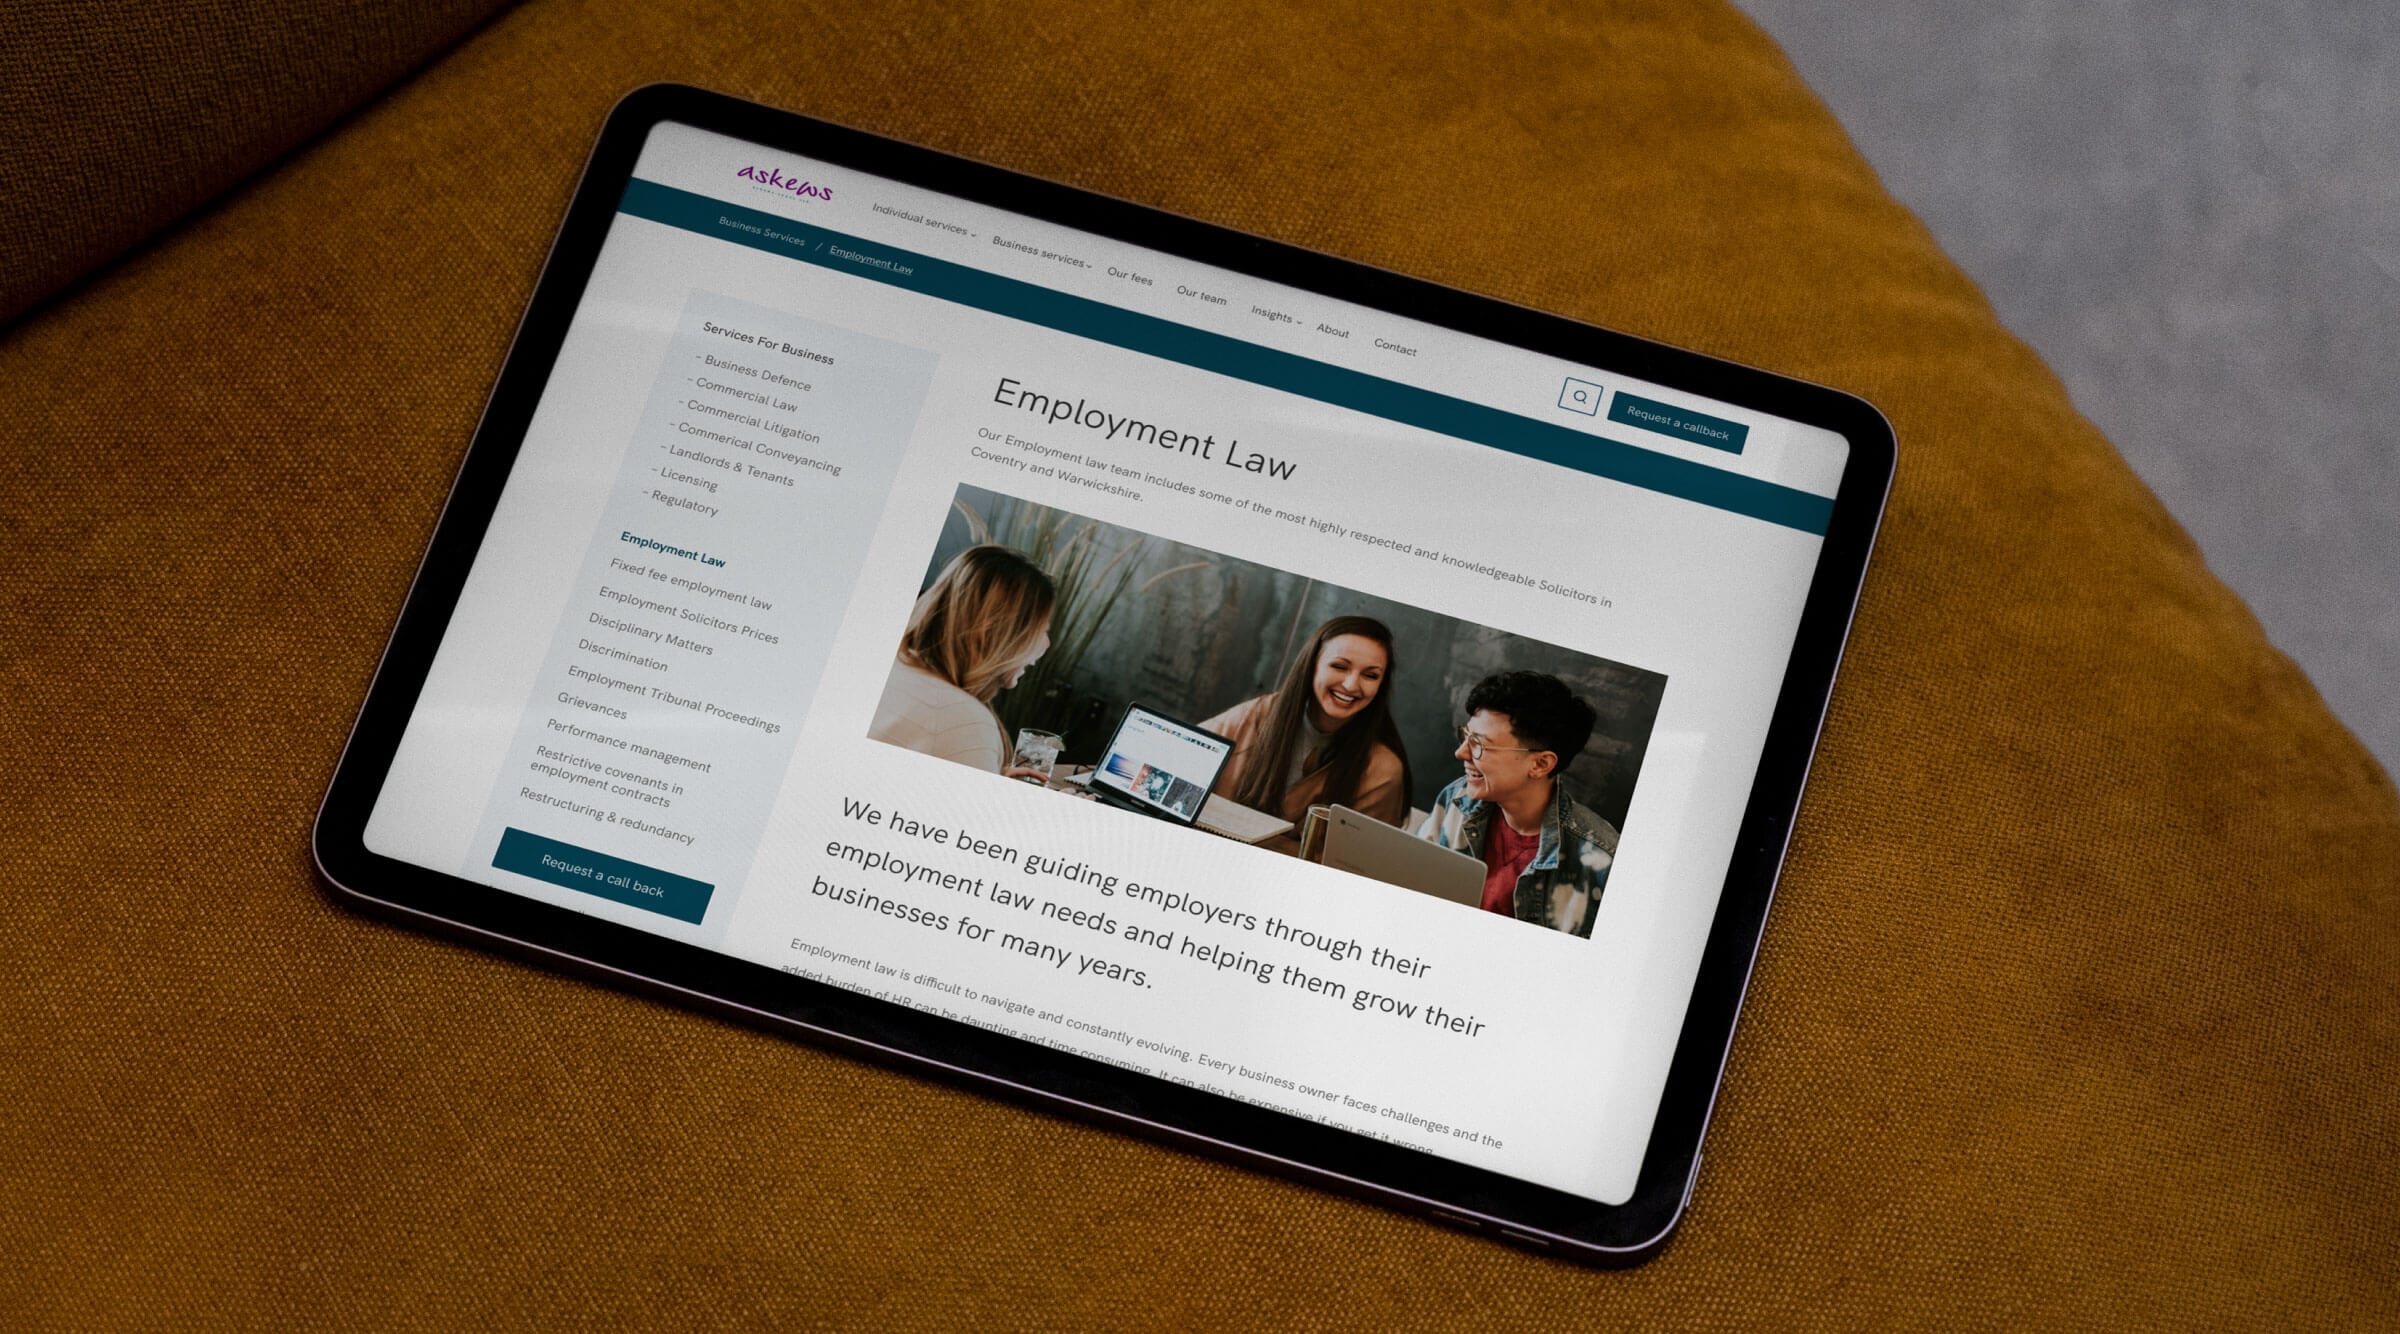 askews
Individual services
Business services
Our fees
Our team
Insights
About
Contact
Request a callback
Business Services / Employment Law
Services For Business
- Business Defence
- Commercial Law
- Commercial Litigation
- Commerical Conveyancing
- Landlords & Tenants
- Licensing
- Regulatory
Employment Law
Fixed fee employment law
Employment Solicitors Prices
Disciplinary Matters
Discrimination
Employment Tribunal Proceedings
Grievances
Performance management
Restrictive covenants in
employment contracts
Restructuring & redundancy
Request a call back
Employment Law
Our Employment law team includes some of the most highly respected and knowledgeable Solicitors in
Coventry and Warwickshire.
We have been guiding employers through their
employment law needs and helping them grow their
businesses for many years.
Employment law is difficult to navigate and constantly evolving. Every business owner faces challenges and the
added burden of HR can be daunting and time consuming. It can also be expensive if you get it wrong.